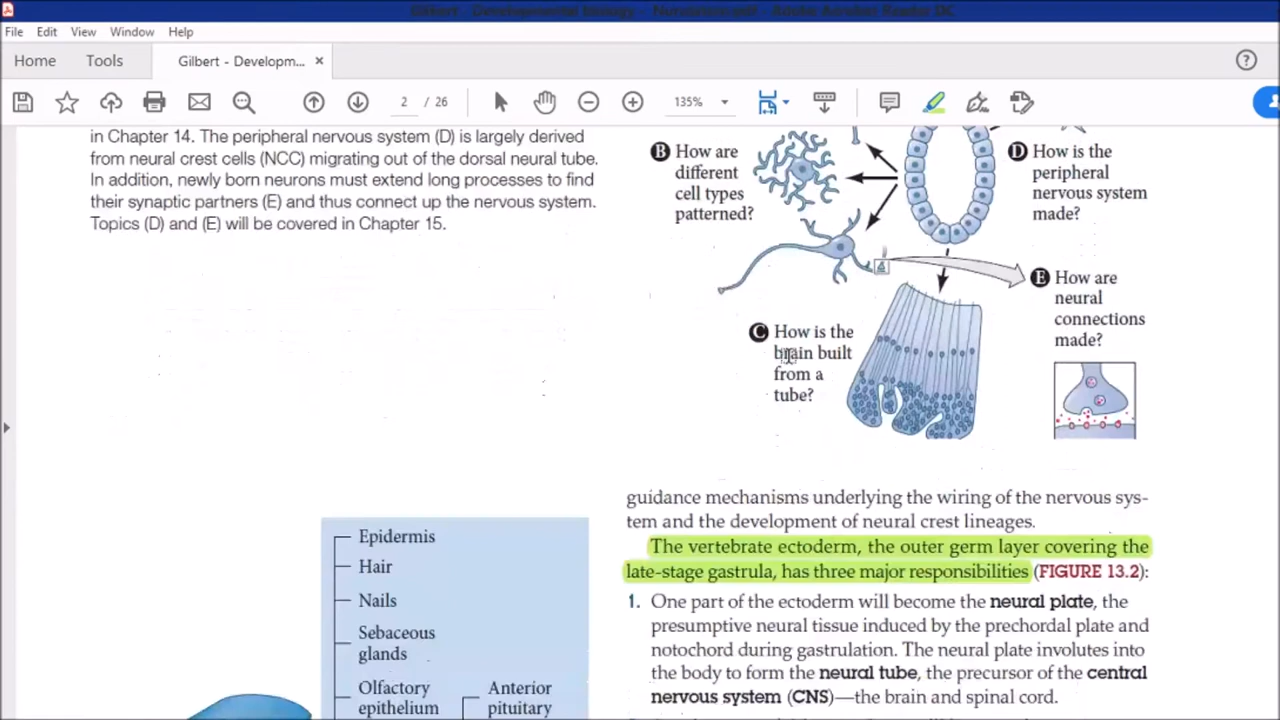 Gilbert - Developmental biology - Neurulation.pdf - Adobe Acrobat Reader DC
File Edit View Window Help
Home Tools Gilbert - Developm... ×
2 / 26 135%
in Chapter 14. The peripheral nervous system (D) is largely derived
from neural crest cells (NCC) migrating out of the dorsal neural tube.
In addition, newly born neurons must extend long processes to find
their synaptic partners (E) and thus connect up the nervous system.
Topics (D) and (E) will be covered in Chapter 15.
B How are
different
cell types
patterned?
D How is the
peripheral
nervous system
made?
C How is the
brain built
from a
tube?
E How are
neural
connections
made?
Epidermis
Hair
Nails
Sebaceous
glands
Olfactory
epithelium
Anterior
pituitary
guidance mechanisms underlying the wiring of the nervous sys-
tem and the development of neural crest lineages.
The vertebrate ectoderm, the outer germ layer covering the
late-stage gastrula, has three major responsibilities (FIGURE 13.2):
1. One part of the ectoderm will become the neural plate, the
presumptive neural tissue induced by the prechordal plate and
notochord during gastrulation. The neural plate involutes into
the body to form the neural tube, the precursor of the central
nervous system (CNS)—the brain and spinal cord.